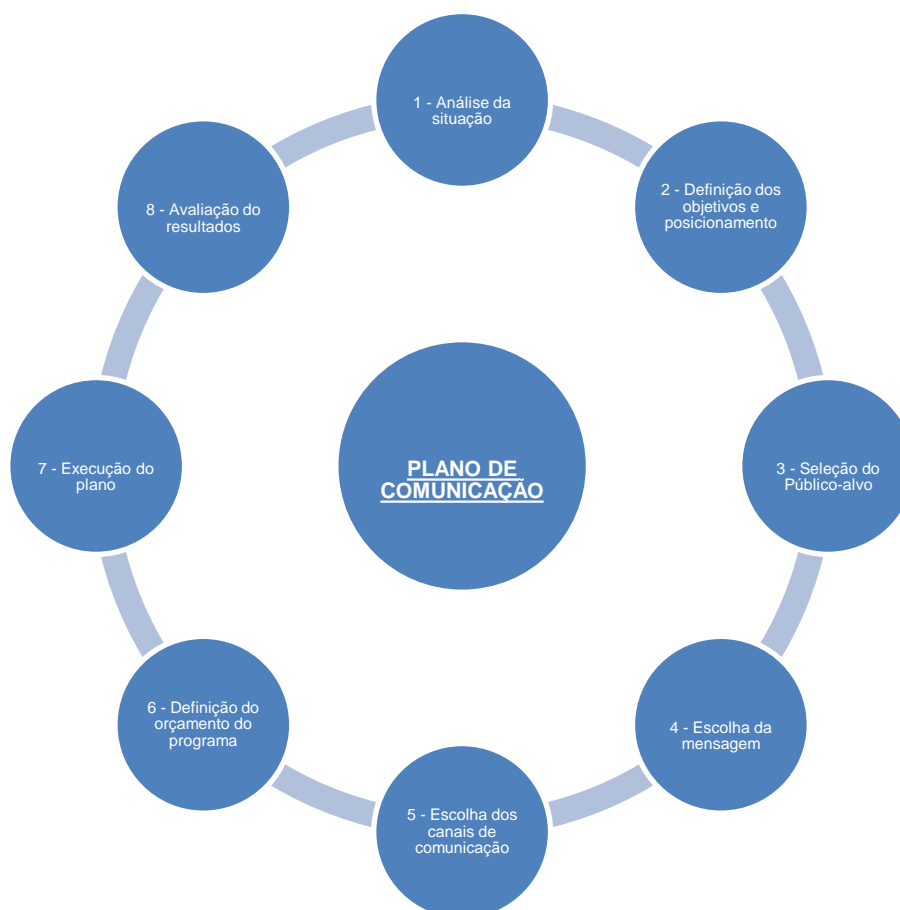 1 - Análise da
situação
2 - Definição dos
objetivos e
posicionamento
3 - Seleção do
Público-alvo
4 - Escolha da
mensagem
5 - Escolha dos
canais de
comunicação
6 - Definição do
orçamento do
programa
7 - Execução do
plano
8 - Avaliação do
resultados
PLANO DE
COMUNICAÇÃO